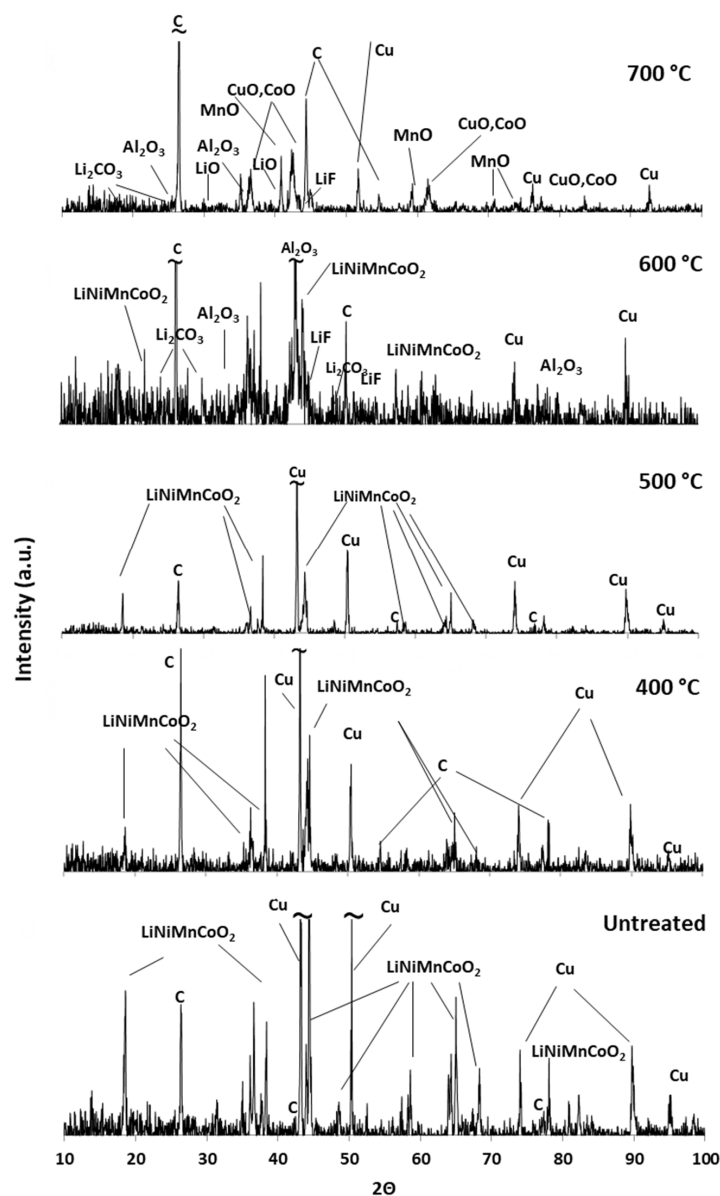 C
~
Cu
C
700 °C
CuO,CoO
MnO
CuO,CoO
MnO
Al₂O₃
Al₂O₃
LiO
Li₂CO₃
LiO
LiF
MnO
Cu
CuO,CoO
Cu
C
~
Al₂O₃
~
LiNiMnCoO₂
600 °C
LiNiMnCoO₂
Al₂O₃
Li₂CO₃
C
LiF
Cu
Cu
LiNiMnCoO₂
Li₂CO₃
LiF
Al₂O₃
500 °C
Cu
~
LiNiMnCoO₂
LiNiMnCoO₂
Cu
C
Cu
Cu
C
C
Cu
Intensity (a.u.)
~
C
Cu
LiNiMnCoO₂
400 °C
LiNiMnCoO₂
Cu
Cu
C
Cu
Cu
~
~
Cu
Untreated
LiNiMnCoO₂
LiNiMnCoO₂
Cu
C
LiNiMnCoO₂
Cu
C
C
10 20 30 40 50 60 70 80 90 100
2Θ